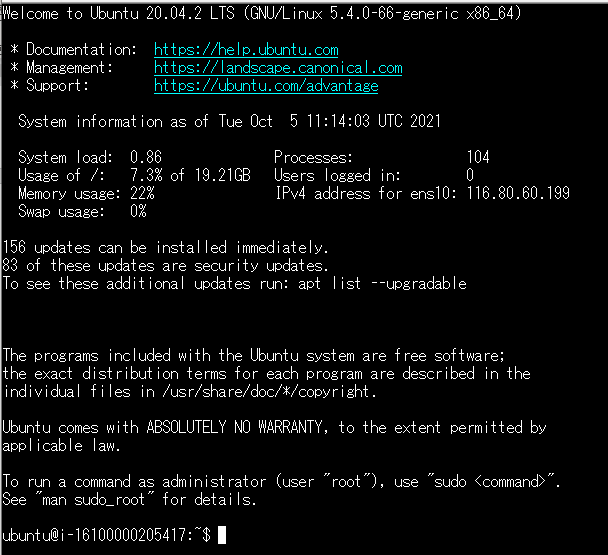 Welcome to Ubuntu 20.04.2 LTS (GNU/Linux 5.4.0-66-generic x86_64)
* Documentation: https://help.ubuntu.com
* Management: https://landscape.canonical.com
* Support: https://ubuntu.com/advantage
System information as of Tue Oct 5 11:14:03 UTC 2021
System load: 0.86 Processes: 104
Usage of /: 7.3% of 19.21GB Users logged in: 0
Memory usage: 22% IPv4 address for ens10: 116.80.60.199
Swap usage: 0%
156 updates can be installed immediately.
83 of these updates are security updates.
To see these additional updates run: apt list --upgradable
The programs included with the Ubuntu system are free software;
the exact distribution terms for each program are described in the
individual files in /usr/share/doc/*/copyright.
Ubuntu comes with ABSOLUTELY NO WARRANTY, to the extent permitted by
applicable law.
To run a command as administrator (user "root"), use "sudo <command>".
See "man sudo_root" for details.
ubuntu@i-16100000205417:~$